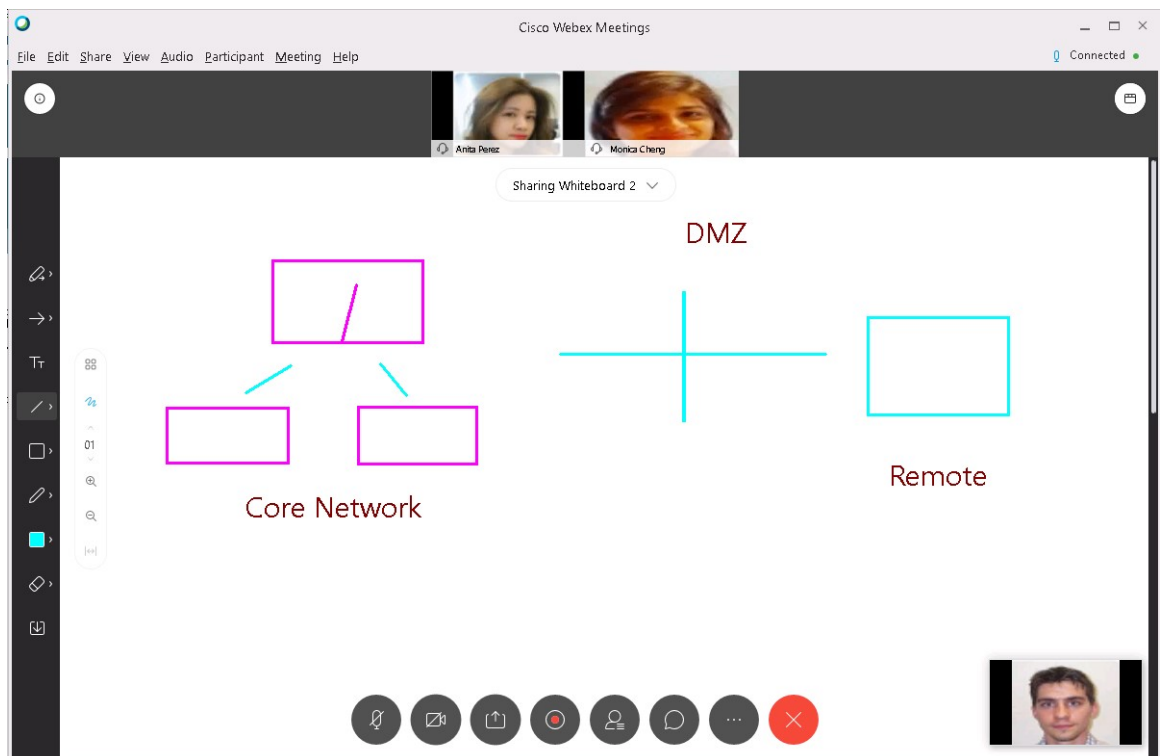 Cisco Webex Meetings
File Edit Share View Audio Participant Meeting Help
Connected
Anita Perez
Monica Cheng
Sharing Whiteboard 2
DMZ
Tт
01
Core Network
Remote